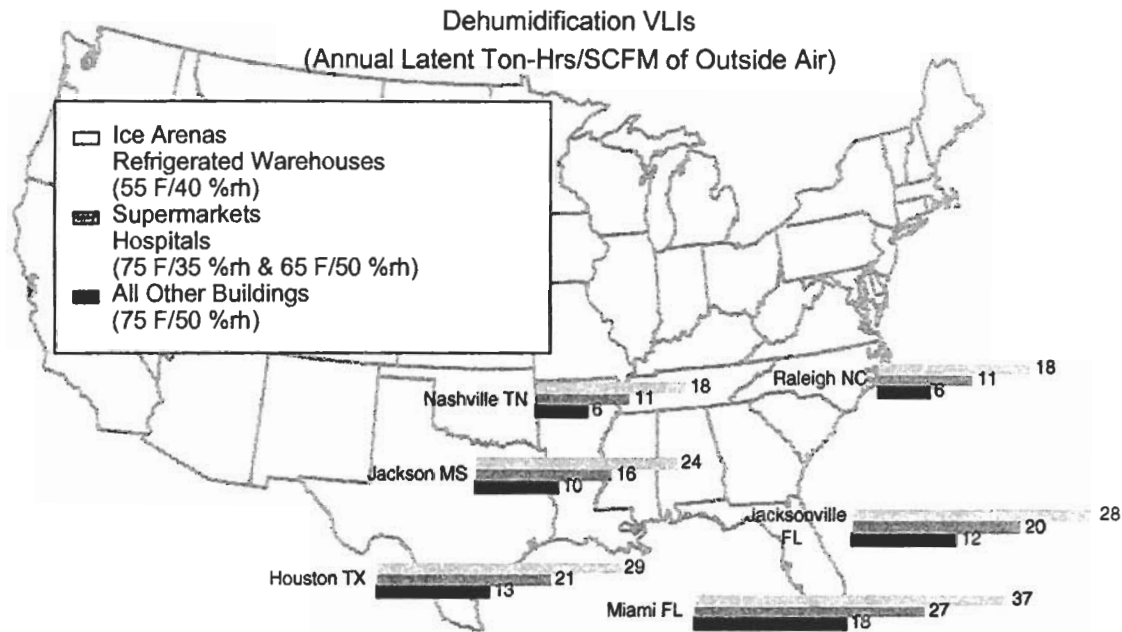 Dehumidification VLIs
(Annual Latent Ton-Hrs/SCFM of Outside Air)
Ice Arenas
Refrigerated Warehouses
(55 F/40 %rh)
Supermarkets
Hospitals
(75 F/35 %rh & 65 F/50 %rh)
All Other Buildings
(75 F/50 %rh)
Nashville TN
18
11
6
Raleigh NC
18
11
6
Jackson MS
24
16
10
Jacksonville
FL
28
20
12
Houston TX
29
21
13
Miami FL
37
27
18